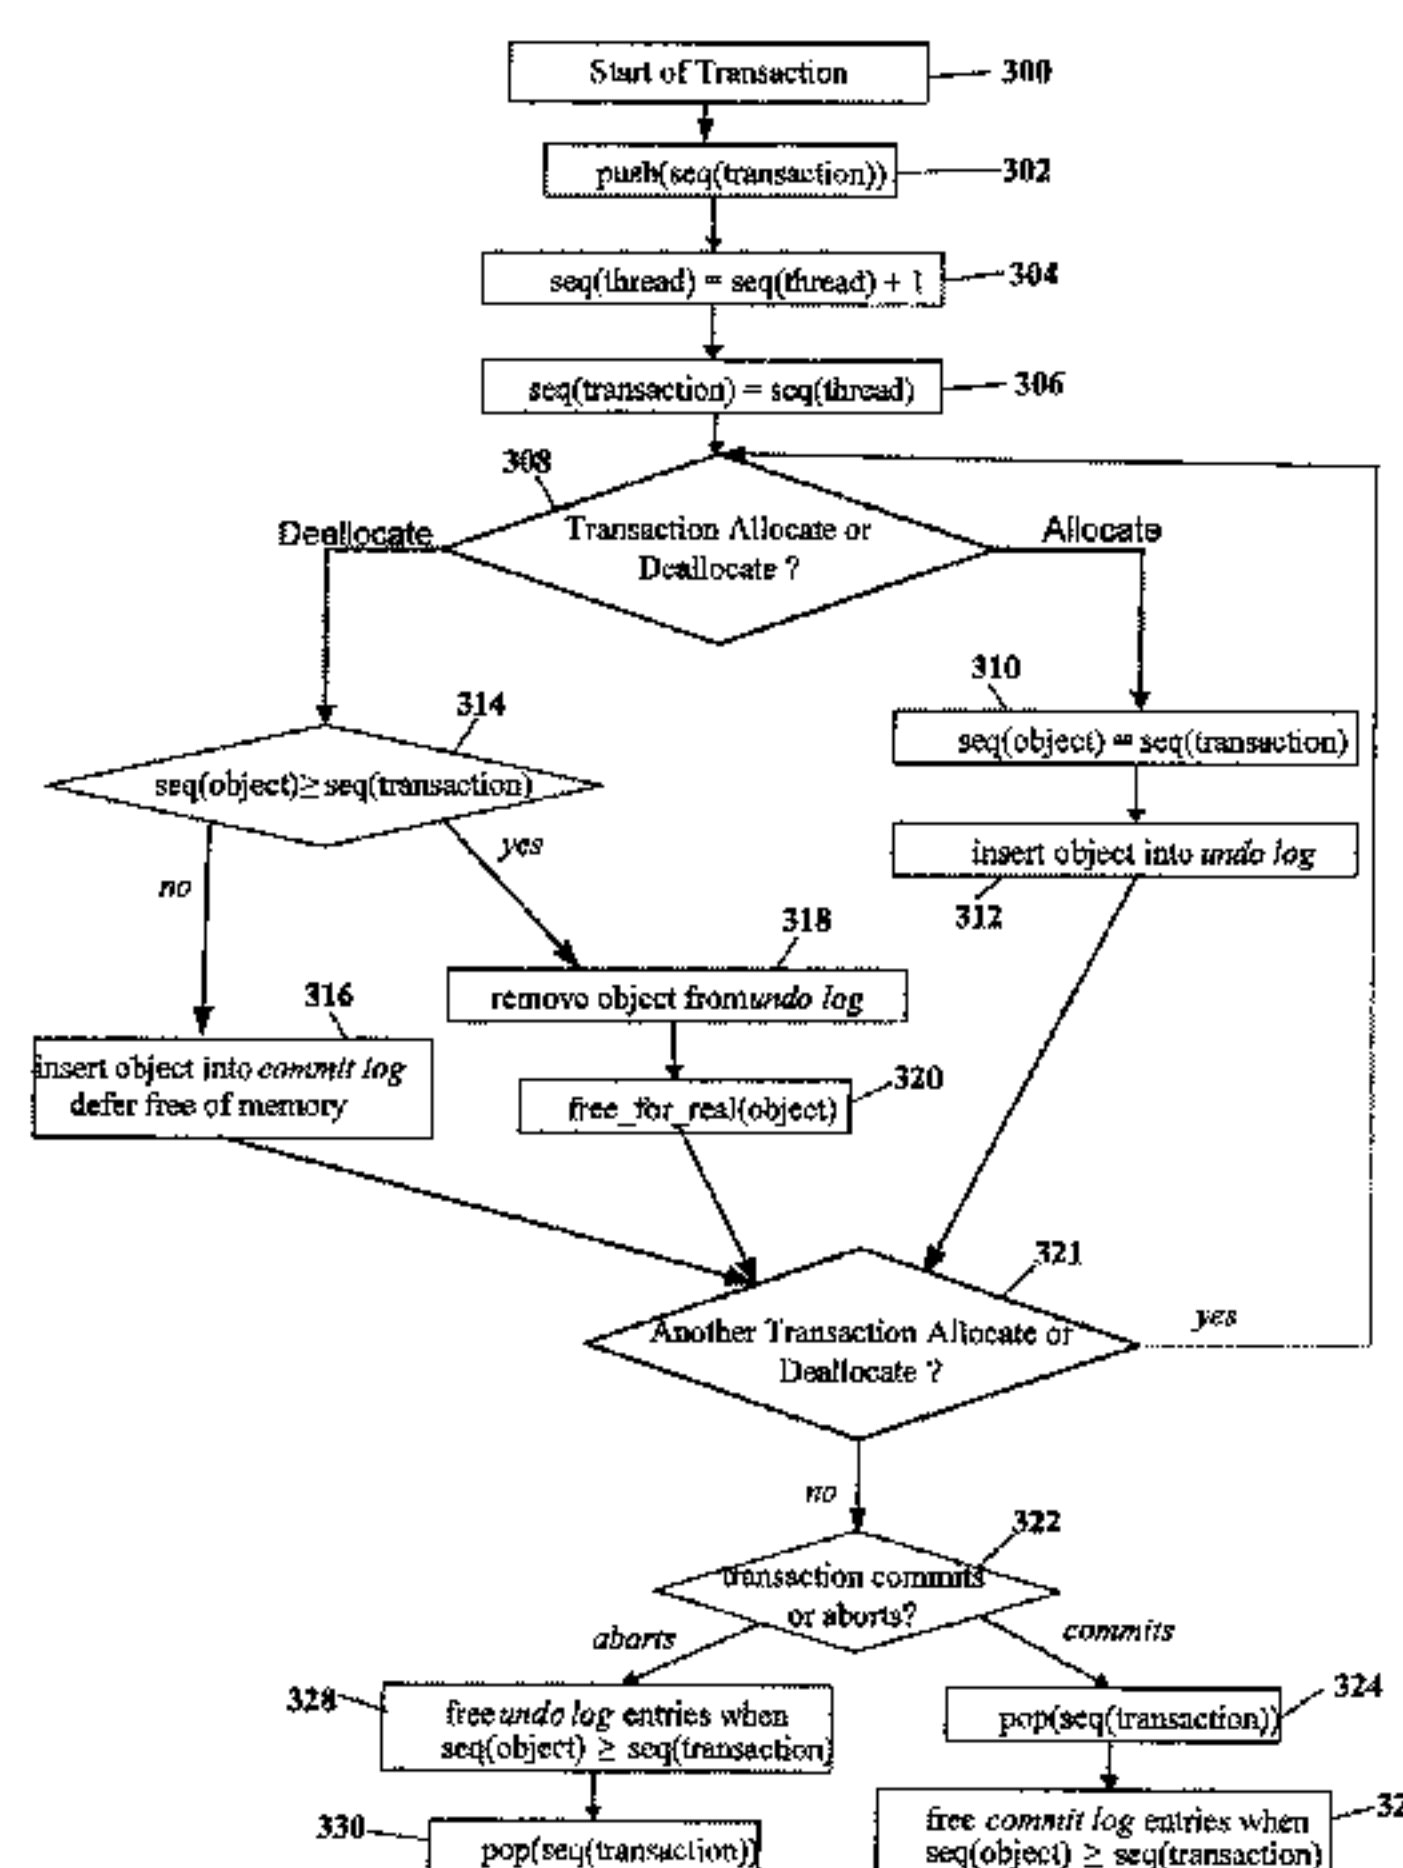 Start of Transaction
300
push(seq(transaction))
302
seq(thread) = seq(thread) + 1
304
seq(transaction) = seq(thread)
306
308
Deallocate
Transaction Allocate or
Deallocate ?
Allocate
310
314
seq(object) = seq(transaction)
seq(object)≥ seq(transaction)
yes
insert object into undo log
no
312
318
316
remove object from undo log
insert object into commit log
defer free of memory
320
free_for_real(object)
321
Another Transaction Allocate or
Deallocate ?
yes
no
322
transaction commits
or aborts?
aborts
commits
328
free undo log entries when
seq(object) ≥ seq(transaction)
324
pop(seq(transaction))
330
pop(seq(transaction))
free commit log entries when
seq(object) ≥ seq(transaction)